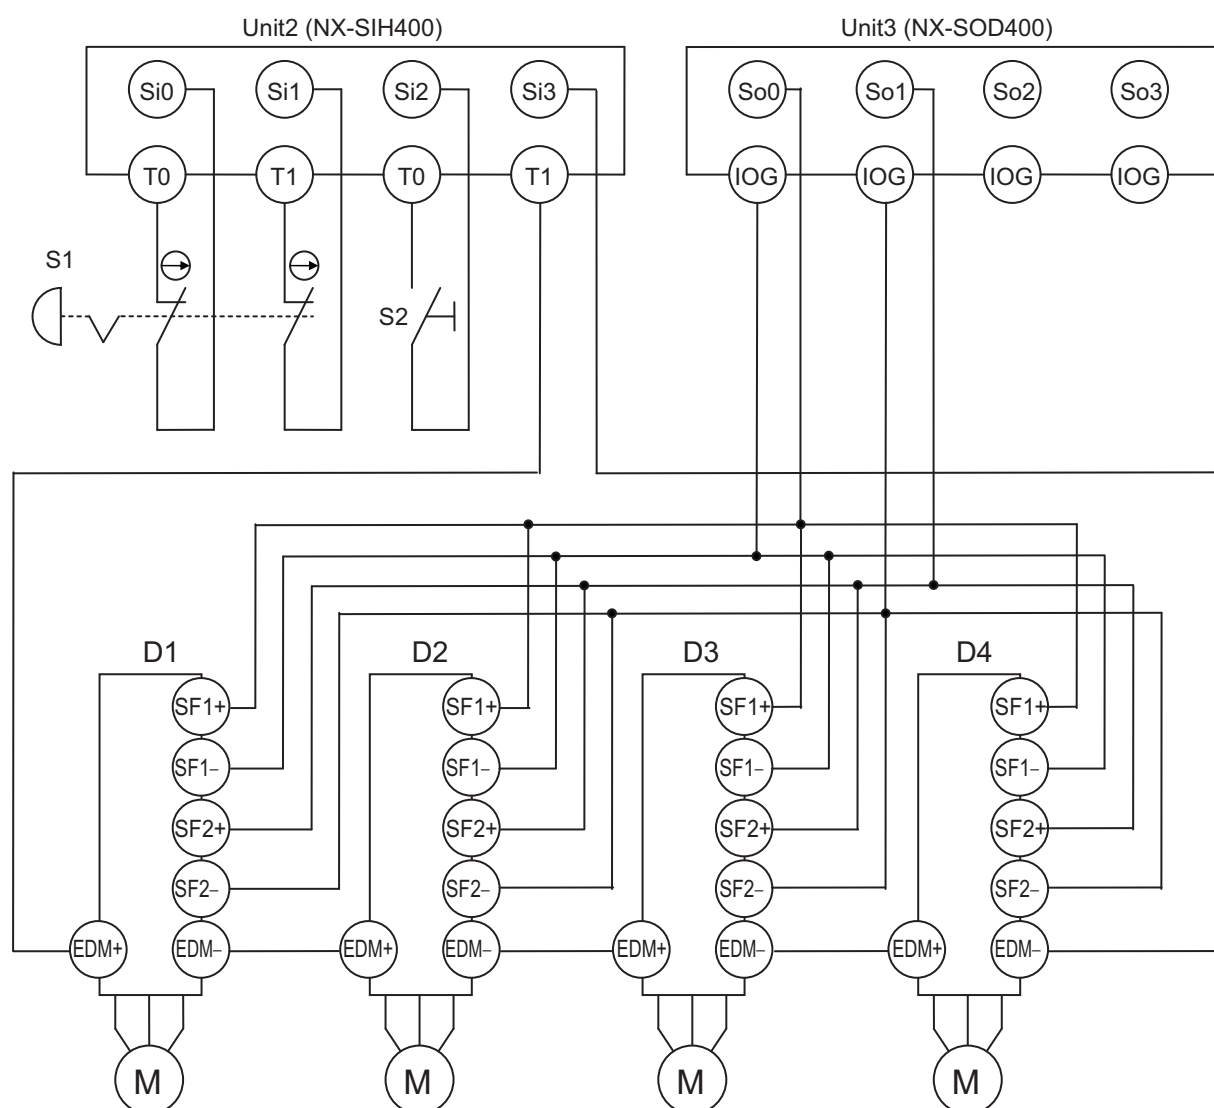 Unit2 (NX-SIH400) Unit3 (NX-SOD400)
Si0 Si1 Si2 Si3 So0 So1 So2 So3
T0 T1 T0 T1 IOG IOG IOG IOG
S1
S2
D1 D2 D3 D4
SF1+ SF1+ SF1+ SF1+
SF1– SF1– SF1– SF1–
SF2+ SF2+ SF2+ SF2+
SF2– SF2– SF2– SF2–
EDM+ EDM– EDM+ EDM– EDM+ EDM– EDM+ EDM–
M M M M